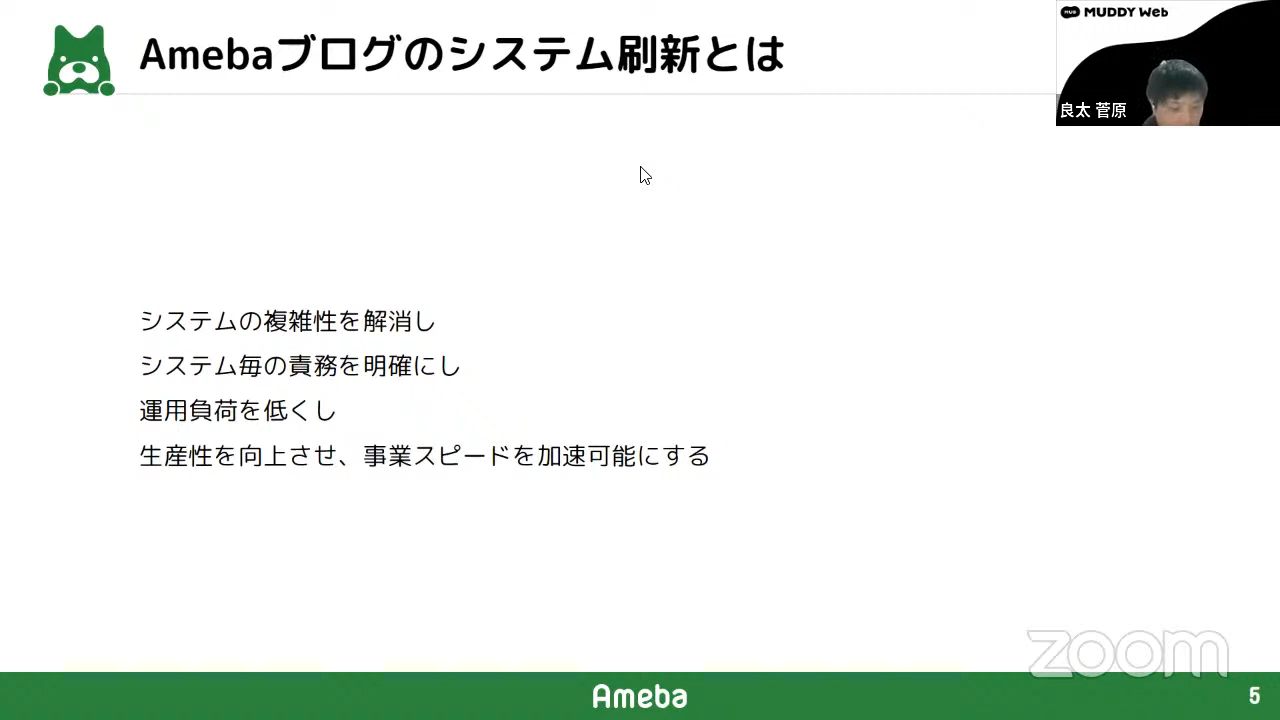 Amebaブログのシステム刷新とは
MUG MUDDY Web
良太 菅原
システムの複雑性を解消し
システム毎の責務を明確にし
運用負荷を低くし
生産性を向上させ、事業スピードを加速可能にする
zoom
Ameba
5